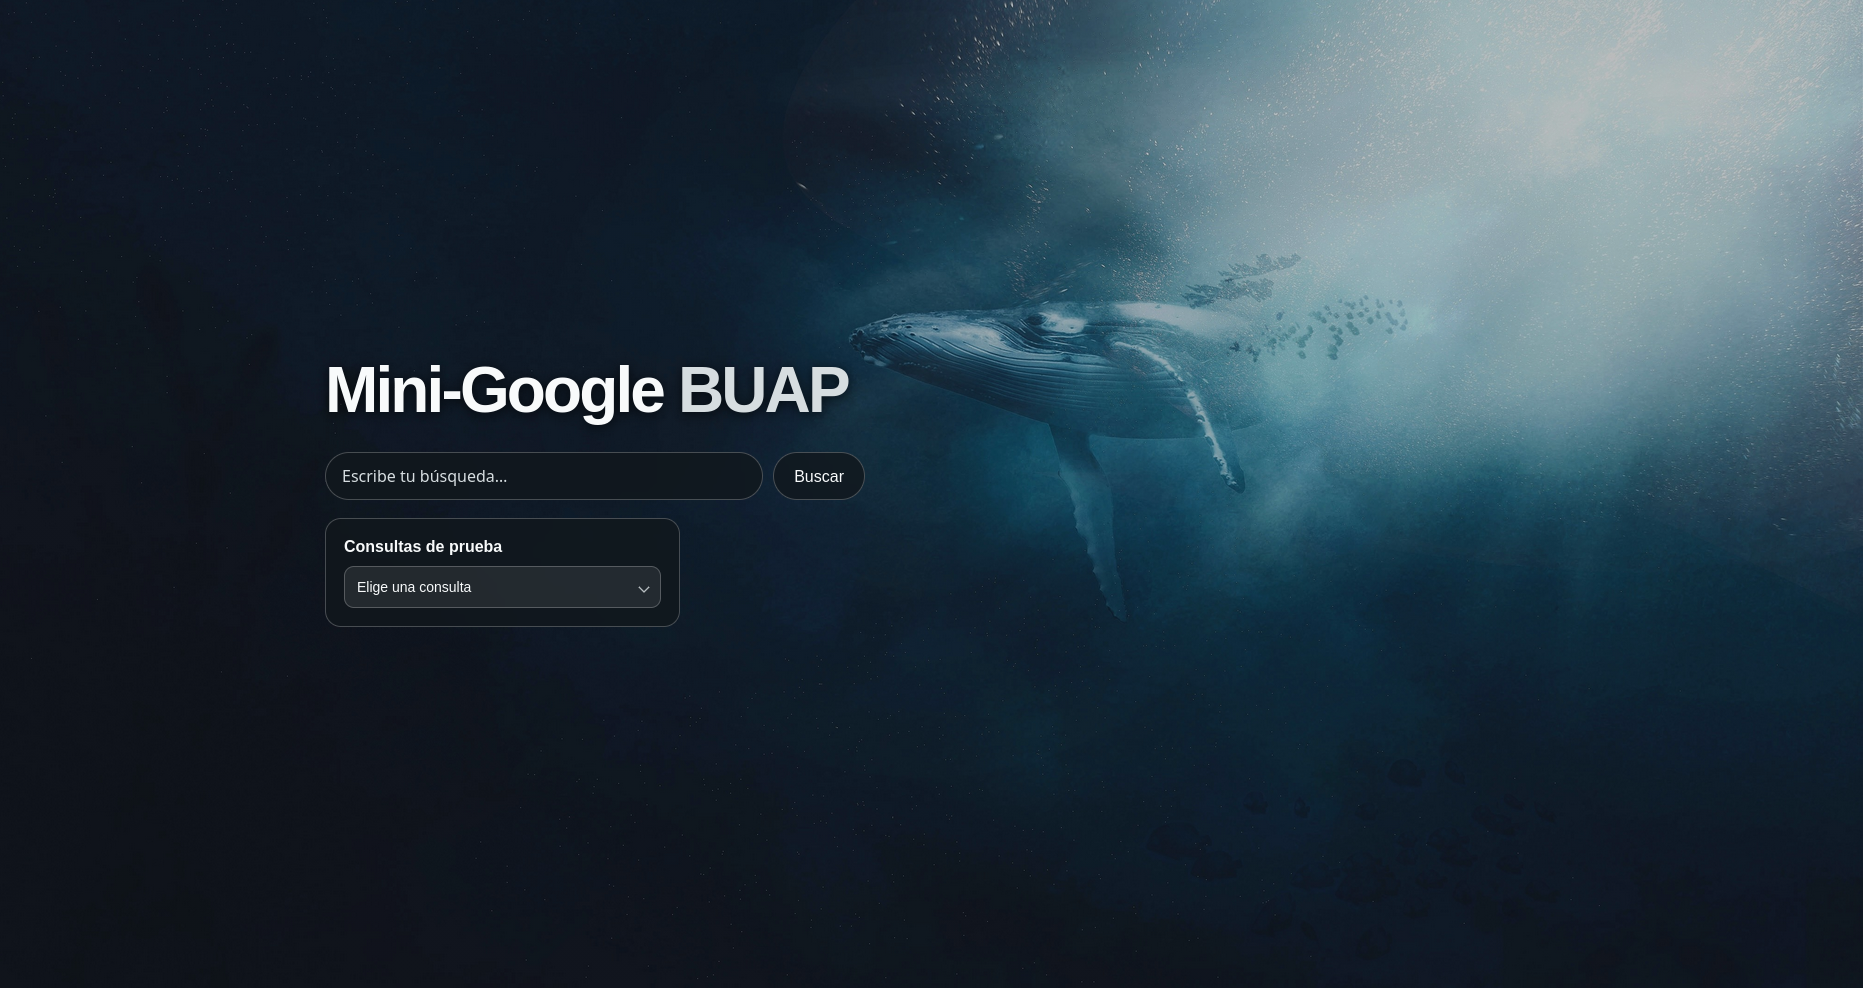 Mini-Google BUAP
Escribe tu búsqueda...
Buscar
Consultas de prueba
Elige una consulta